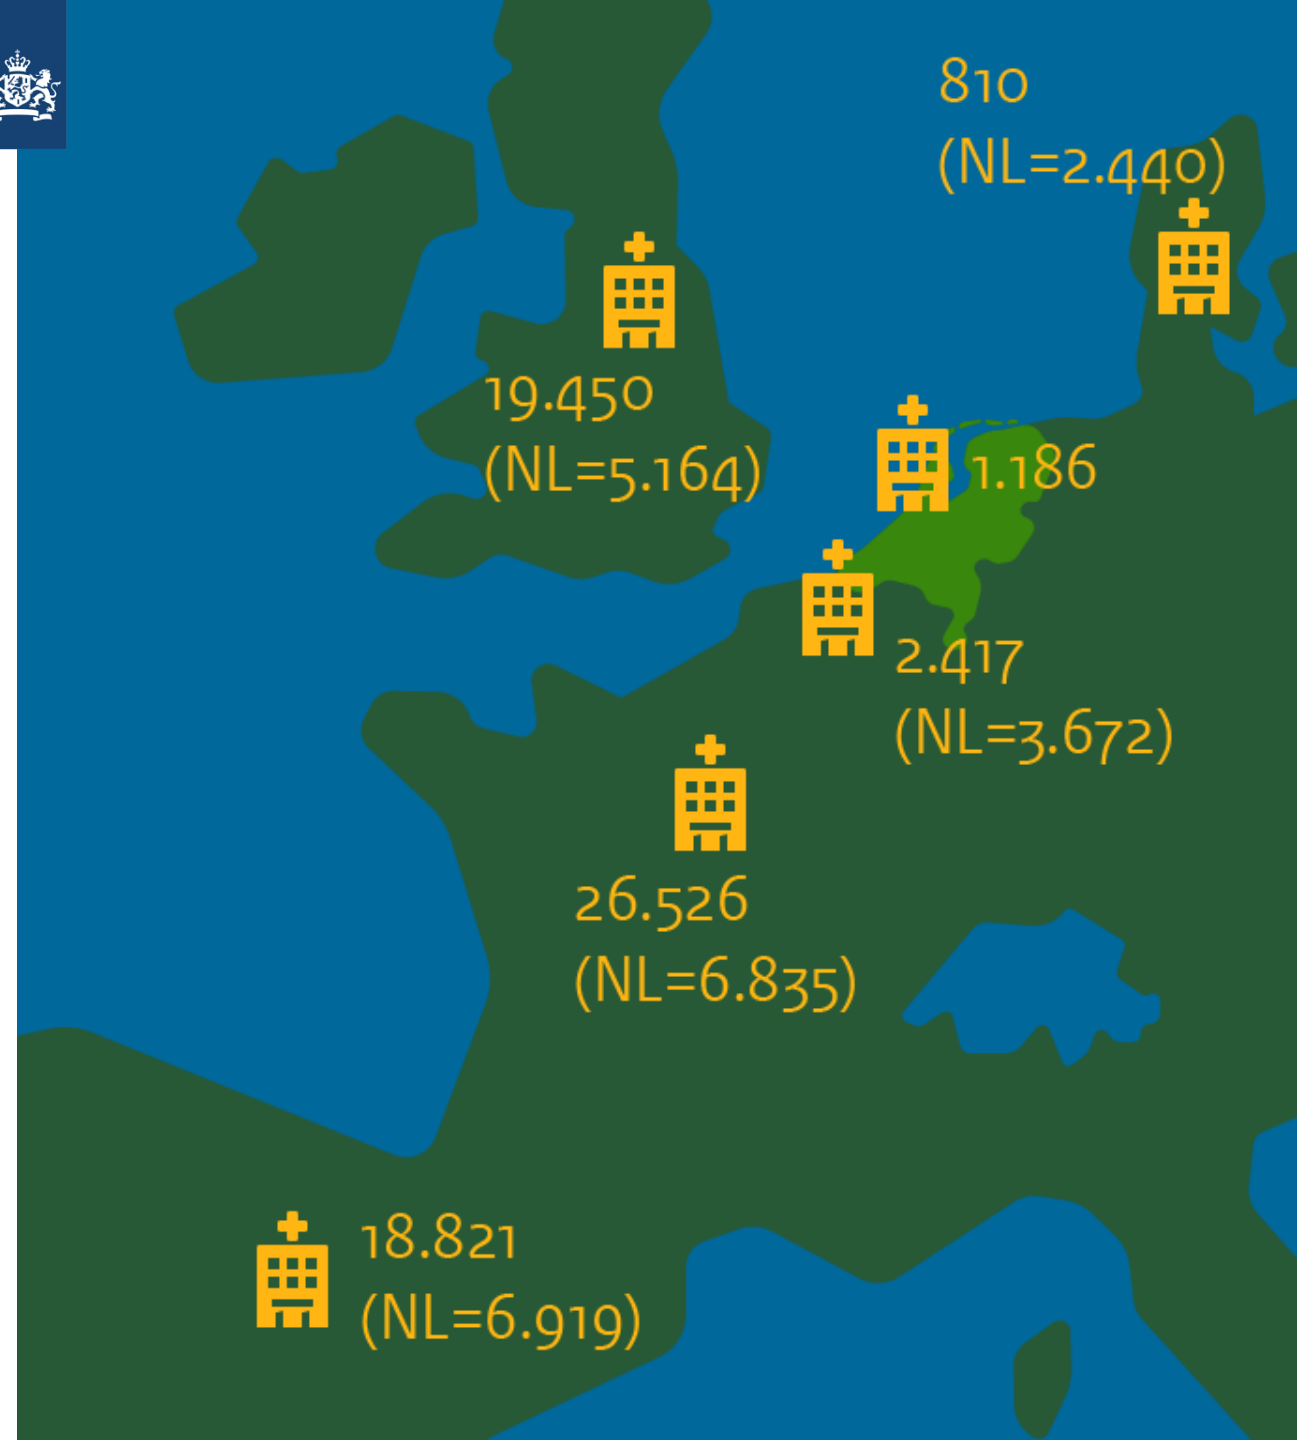 810
(NL=2.440)
19.450
(NL=5.164)
1.186
2.417
(NL=3.672)
26.526
(NL=6.835)
18.821
(NL=6.919)